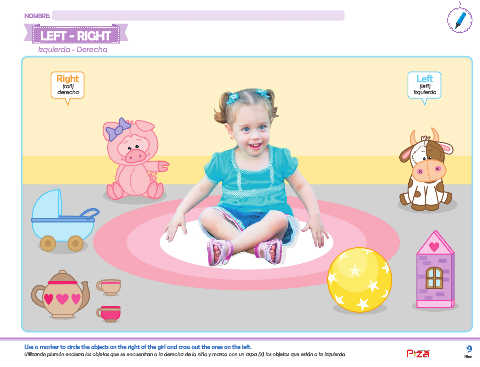 NOMBRE:
LEFT - RIGHT
Izquierda - Derecha
Right
derecha
Left
[left]
izquierda
Use a marker to circle the objects on the right of the girl and cross out the ones on the left.
Utilizando plumón encierra los objetos que se encuentran a la derecha de la niña y marca con un tapa (x) los objetos que están a la izquierda.
9